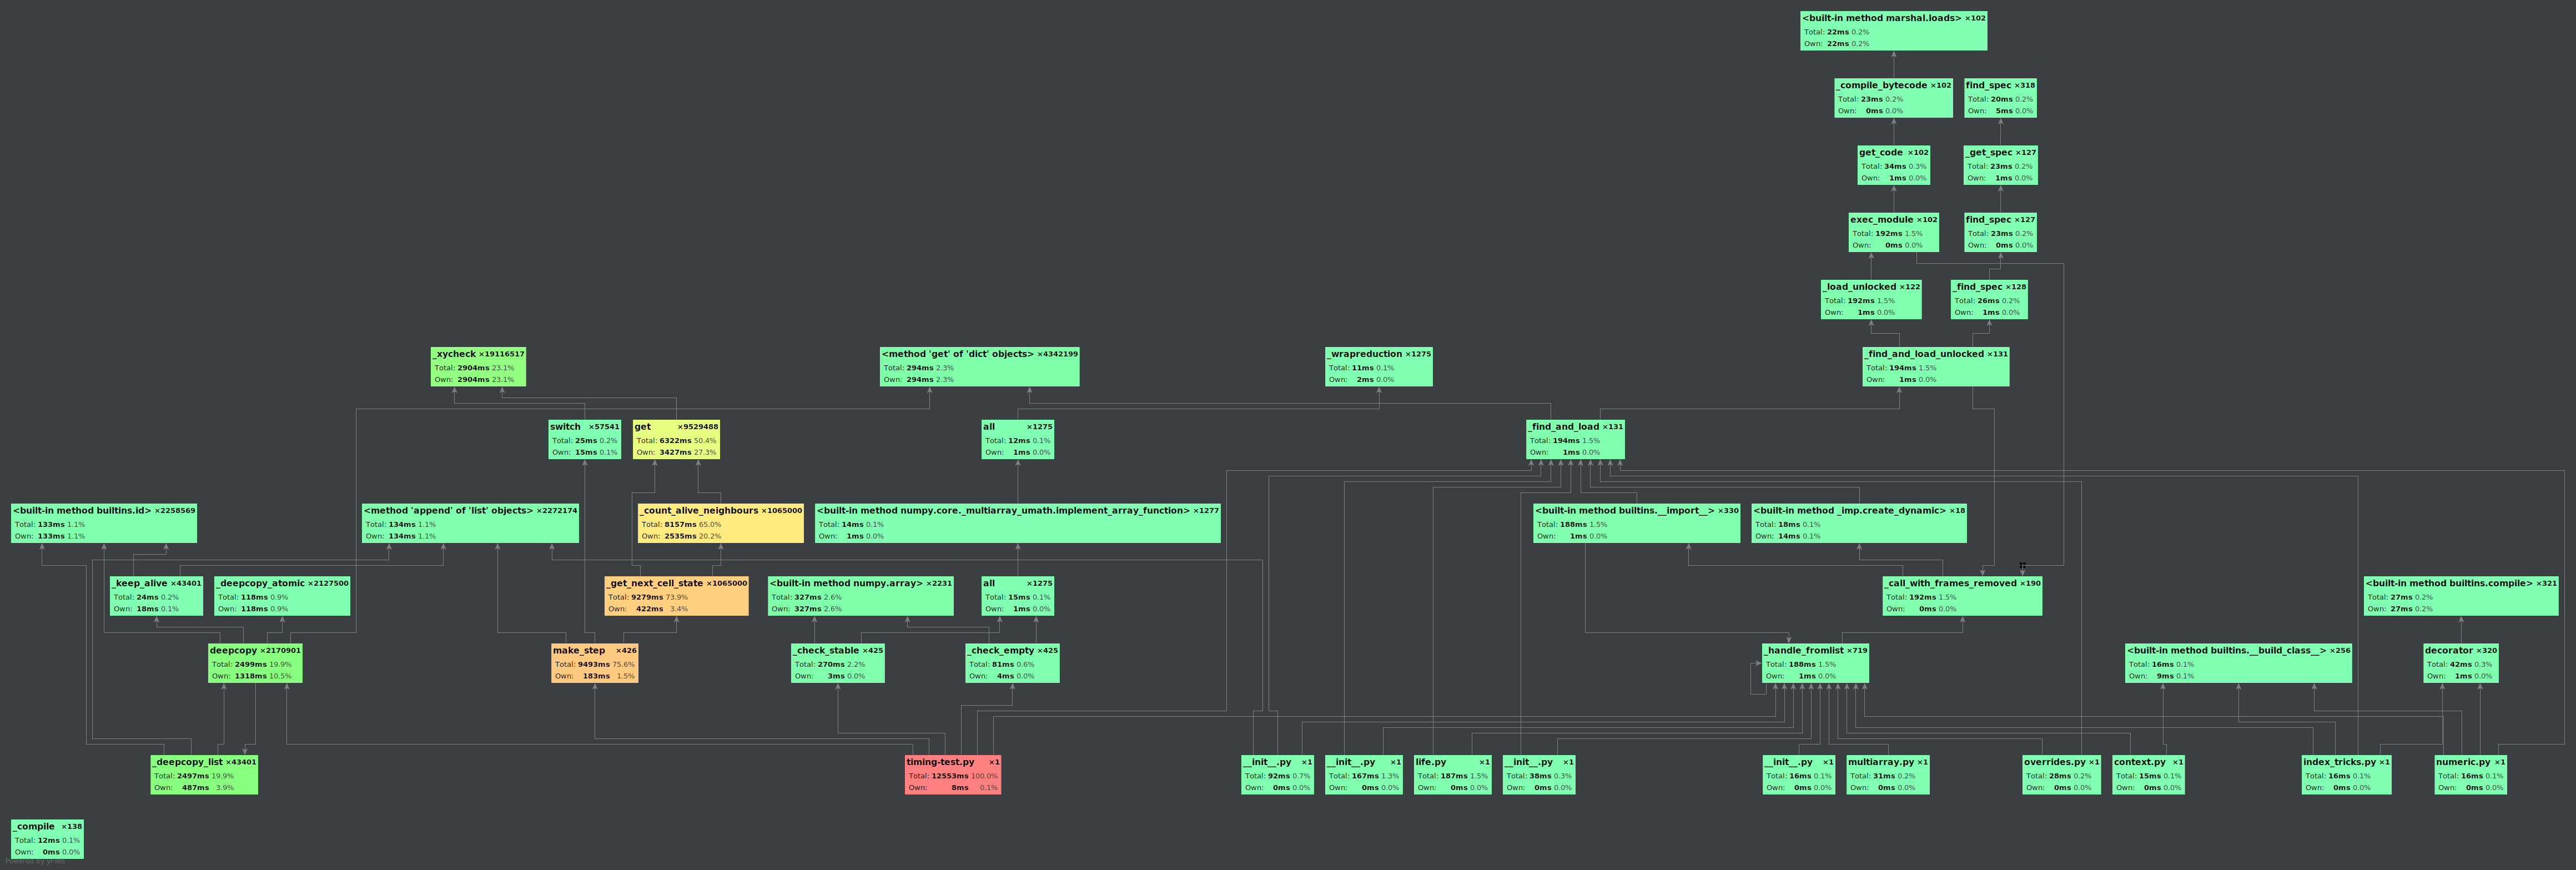 <built-in method marshal.loads> ×102
Total: 22ms 0.2%
Own: 22ms 0.2%
_compile_bytecode ×102
Total: 23ms 0.2%
Own: 0ms 0.0%
find_spec ×318
Total: 20ms 0.2%
Own: 5ms 0.0%
get_code ×102
Total: 34ms 0.3%
Own: 1ms 0.0%
_get_spec ×127
Total: 23ms 0.2%
Own: 1ms 0.0%
exec_module ×102
Total: 192ms 1.5%
Own: 0ms 0.0%
find_spec ×127
Total: 23ms 0.2%
Own: 0ms 0.0%
_load_unlocked ×122
Total: 192ms 1.5%
Own: 1ms 0.0%
_find_spec ×128
Total: 26ms 0.2%
Own: 1ms 0.0%
_xycheck ×19116517
Total: 2904ms 23.1%
Own: 2904ms 23.1%
<method 'get' of 'dict' objects> ×4342199
Total: 294ms 2.3%
Own: 294ms 2.3%
_wrapreduction ×1275
Total: 11ms 0.1%
Own: 2ms 0.0%
_find_and_load_unlocked ×131
Total: 194ms 1.5%
Own: 1ms 0.0%
switch ×57541
Total: 25ms 0.2%
Own: 15ms 0.1%
get ×9529488
Total: 6322ms 50.4%
Own: 3427ms 27.3%
all ×1275
Total: 12ms 0.1%
Own: 1ms 0.0%
_find_and_load ×131
Total: 194ms 1.5%
Own: 1ms 0.0%
<built-in method builtins.id> ×2258569
Total: 133ms 1.1%
Own: 133ms 1.1%
<method 'append' of 'list' objects> ×2272174
Total: 134ms 1.1%
Own: 134ms 1.1%
_count_alive_neighbours ×1065000
Total: 8157ms 65.0%
Own: 2535ms 20.2%
<built-in method numpy.core._multiarray_umath.implement_array_function> ×1277
Total: 14ms 0.1%
Own: 1ms 0.0%
<built-in method builtins.__import__> ×330
Total: 188ms 1.5%
Own: 1ms 0.0%
<built-in method _imp.create_dynamic> ×18
Total: 18ms 0.1%
Own: 14ms 0.1%
_keep_alive ×43401
Total: 24ms 0.2%
Own: 18ms 0.1%
_deepcopy_atomic ×2127500
Total: 118ms 0.9%
Own: 118ms 0.9%
_get_next_cell_state ×1065000
Total: 9279ms 73.9%
Own: 422ms 3.4%
<built-in method numpy.array> ×2231
Total: 327ms 2.6%
Own: 327ms 2.6%
all ×1275
Total: 15ms 0.1%
Own: 1ms 0.0%
_call_with_frames_removed ×190
Total: 192ms 1.5%
Own: 0ms 0.0%
<built-in method builtins.compile> ×321
Total: 27ms 0.2%
Own: 27ms 0.2%
deepcopy ×2170901
Total: 2499ms 19.9%
Own: 1318ms 10.5%
make_step ×426
Total: 9493ms 75.6%
Own: 183ms 1.5%
_check_stable ×425
Total: 270ms 2.2%
Own: 3ms 0.0%
_check_empty ×425
Total: 81ms 0.6%
Own: 4ms 0.0%
_handle_fromlist ×719
Total: 188ms 1.5%
Own: 1ms 0.0%
<built-in method builtins.__build_class__> ×256
Total: 16ms 0.1%
Own: 9ms 0.1%
decorator ×320
Total: 42ms 0.3%
Own: 1ms 0.0%
_deepcopy_list ×43401
Total: 2497ms 19.9%
Own: 487ms 3.9%
timing-test.py ×1
Total: 12553ms 100.0%
Own: 8ms 0.1%
__init__.py ×1
Total: 92ms 0.7%
Own: 0ms 0.0%
__init__.py ×1
Total: 167ms 1.3%
Own: 0ms 0.0%
life.py ×1
Total: 187ms 1.5%
Own: 0ms 0.0%
__init__.py ×1
Total: 38ms 0.3%
Own: 0ms 0.0%
__init__.py ×1
Total: 16ms 0.1%
Own: 0ms 0.0%
multiarray.py ×1
Total: 31ms 0.2%
Own: 0ms 0.0%
overrides.py ×1
Total: 28ms 0.2%
Own: 0ms 0.0%
context.py ×1
Total: 15ms 0.1%
Own: 0ms 0.0%
index_tricks.py ×1
Total: 16ms 0.1%
Own: 0ms 0.0%
numeric.py ×1
Total: 16ms 0.1%
Own: 0ms 0.0%
_compile ×138
Total: 12ms 0.1%
Own: 0ms 0.0%
Powered by yFiles